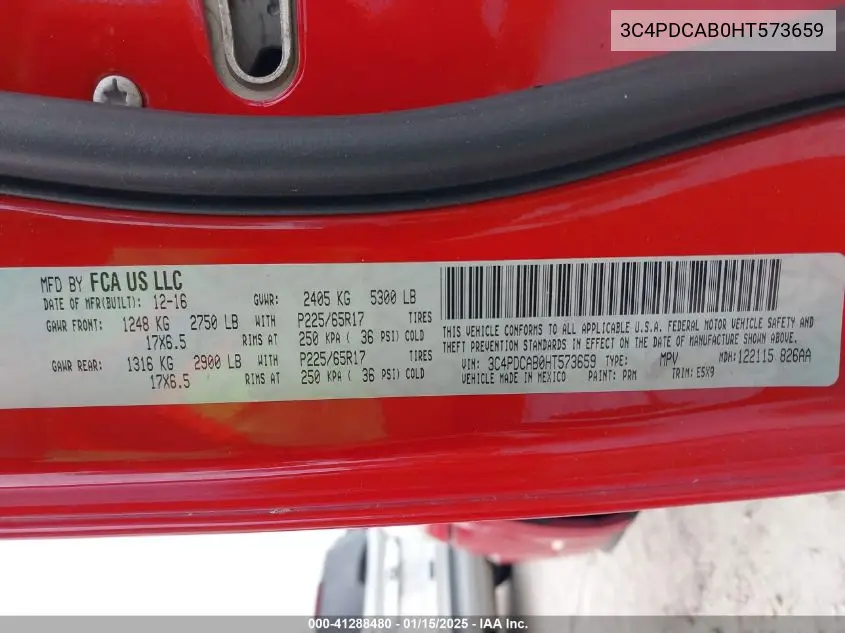 3C4PDCAB0HT573659
MFD BY FCA US LLC
DATE OF MFR(BUILT): 12-16 GVWR: 2405 KG 5300 LB
GAWR FRONT: 1248 KG 2750 LB WITH P225/65R17 TIRES
17X6.5 RIMS AT 250 KPA ( 36 PSI) COLD
GAWR REAR: 1316 KG 2900 LB WITH P225/65R17 TIRES
17X6.5 RIMS AT 250 KPA ( 36 PSI) COLD
THIS VEHICLE CONFORMS TO ALL APPLICABLE U.S.A. FEDERAL MOTOR VEHICLE SAFETY AND
THEFT PREVENTION STANDARDS IN EFFECT ON THE DATE OF MANUFACTURE SHOWN ABOVE.
VIN: 3C4PDCAB0HT573659 TYPE: MPV MDH:122115 826AA
VEHICLE MADE IN MEXICO PAINT: PRM TRIM: E5X9
000-41288480 - 01/15/2025 - IAA Inc.